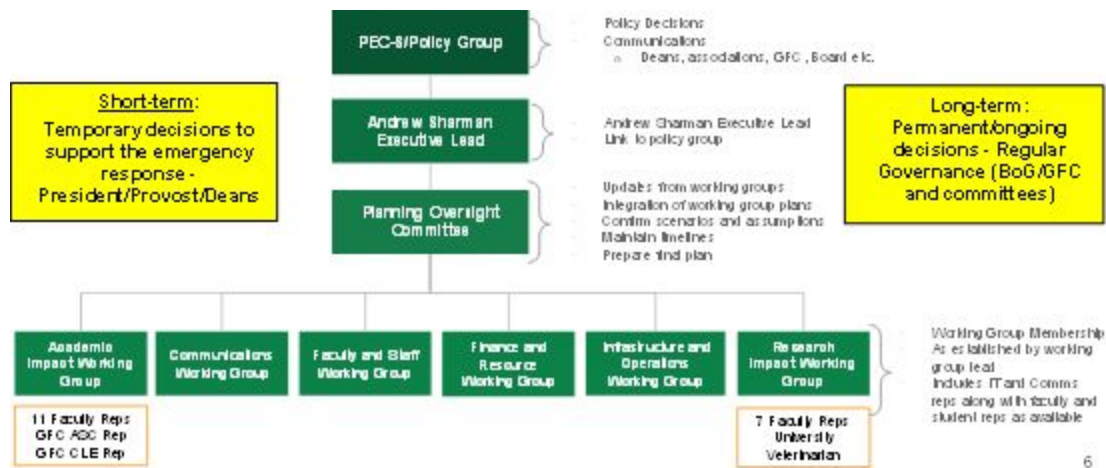 PEC-S/Policy Group
Policy Decisions
Communications
Deans, associations, GFC, Board etc.
Short-term:
Temporary decisions to
support the emergency
response -
President/Provost/Deans
Andrew Sharman
Executive Lead
Andrew Sharman Executive Lead
Link to policy group
Long-term:
Permanent/ongoing
decisions - Regular
Governance (BoG/GFC
and committees)
Planning Oversight
Committee
Updates from working groups
Integration of working group plans
Confirm scenarios and assumptions
Maintain timelines
Prepare final plan
Academic
Impact Working
Group
Communications
Working Group
Faculty and Staff
Working Group
Finance and
Resource
Working Group
Infrastructure and
Operations
Working Group
Research
Impact Working
Group
Working Group Membership
As established by working
group lead
Includes IT and Comms
reps along with faculty and
student reps as available
11 Faculty Reps
GFC ASC Rep
GFC CLE Rep
7 Faculty Reps
University
Veterinarian
6